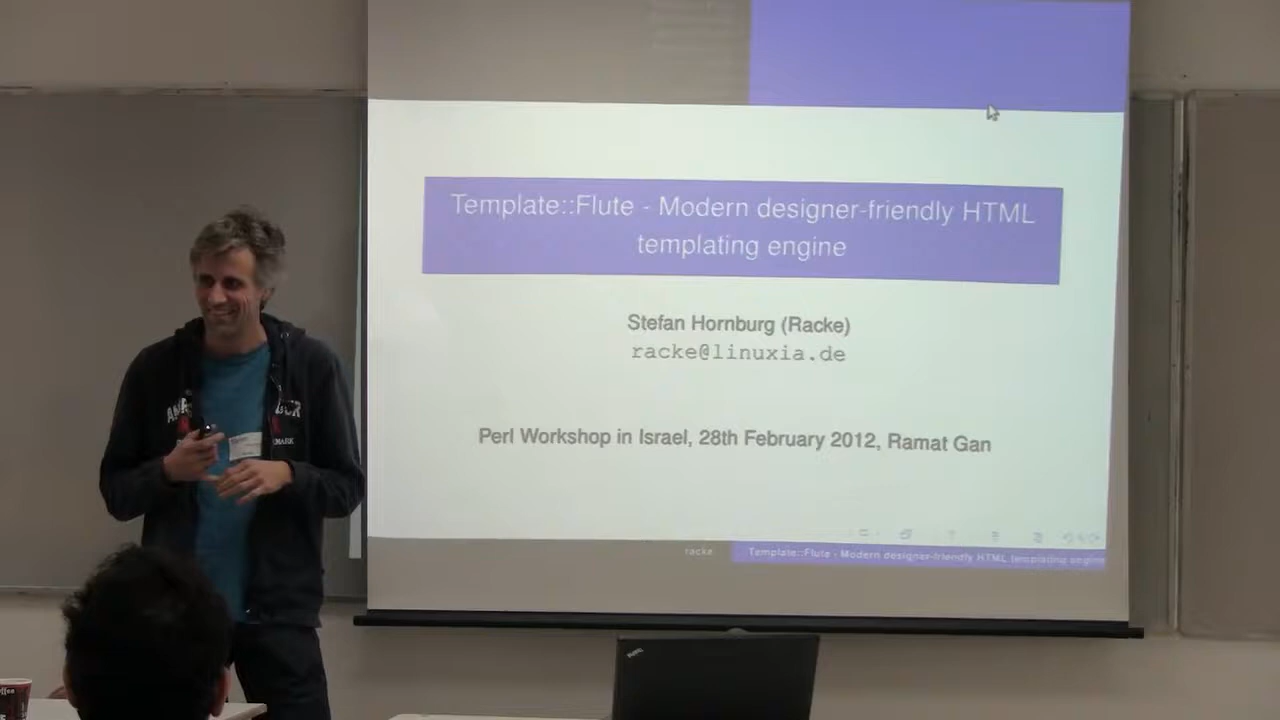 Template::Flute - Modern designer-friendly HTML
templating engine
Stefan Hornburg (Racke)
racke@linuxia.de
Perl Workshop in Israel, 28th February 2012, Ramat Gan
racke
Template::Flute - Modern designer-friendly HTML templating engine